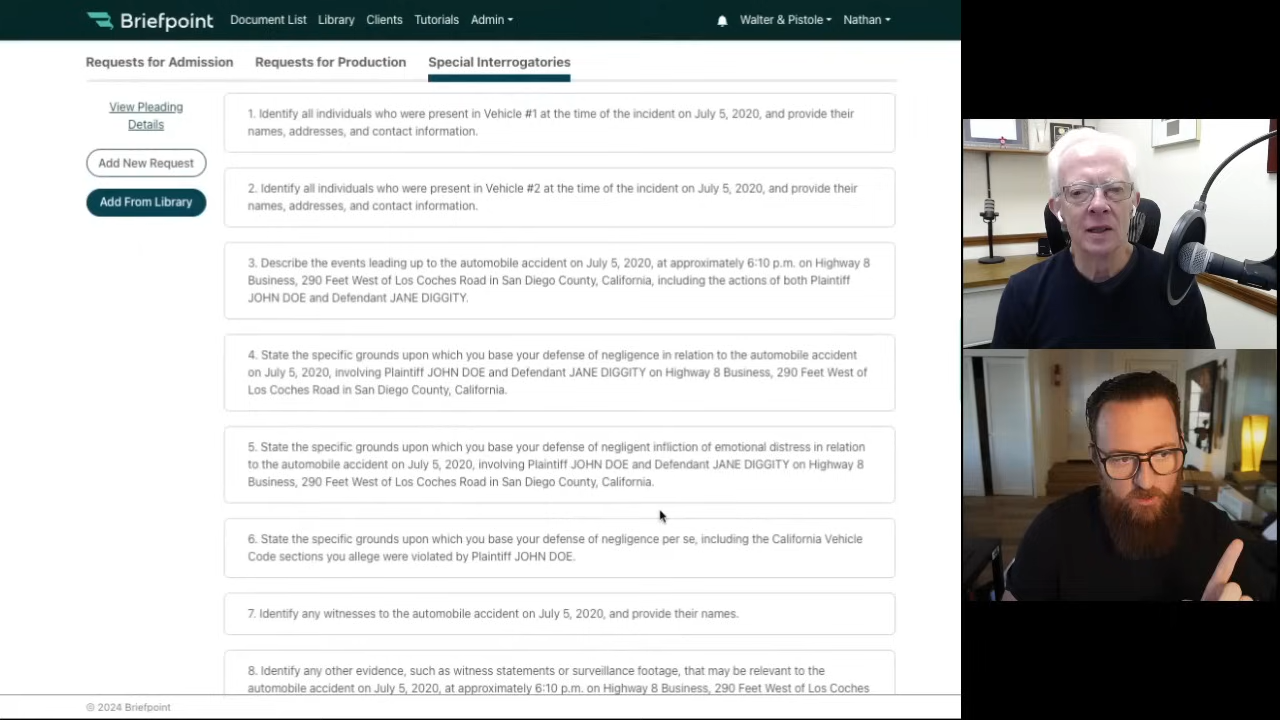 Briefpoint Document List Library Clients Tutorials Admin Walter & Pistole Nathan
Requests for Admission Requests for Production Special Interrogatories
View Pleading
Details
Add New Request
Add From Library
1. Identify all individuals who were present in Vehicle #1 at the time of the incident on July 5, 2020, and provide their
names, addresses, and contact information.
2. Identify all individuals who were present in Vehicle #2 at the time of the incident on July 5, 2020, and provide their
names, addresses, and contact information.
3. Describe the events leading up to the automobile accident on July 5, 2020, at approximately 6:10 p.m. on Highway 8
Business, 290 Feet West of Los Coches Road in San Diego County, California, including the actions of both Plaintiff
JOHN DOE and Defendant JANE DIGGITY.
4. State the specific grounds upon which you base your defense of negligence in relation to the automobile accident
on July 5, 2020, involving Plaintiff JOHN DOE and Defendant JANE DIGGITY on Highway 8 Business, 290 Feet West of
Los Coches Road in San Diego County, California.
5. State the specific grounds upon which you base your defense of negligent infliction of emotional distress in relation
to the automobile accident on July 5, 2020, involving Plaintiff JOHN DOE and Defendant JANE DIGGITY on Highway 8
Business, 290 Feet West of Los Coches Road in San Diego County, California.
6. State the specific grounds upon which you base your defense of negligence per se, including the California Vehicle
Code sections you allege were violated by Plaintiff JOHN DOE.
7. Identify any witnesses to the automobile accident on July 5, 2020, and provide their names.
8. Identify any other evidence, such as witness statements or surveillance footage, that may be relevant to the
automobile accident on July 5, 2020, at approximately 6:10 p.m. on Highway 8 Business, 290 Feet West of Los Coches
© 2024 Briefpoint